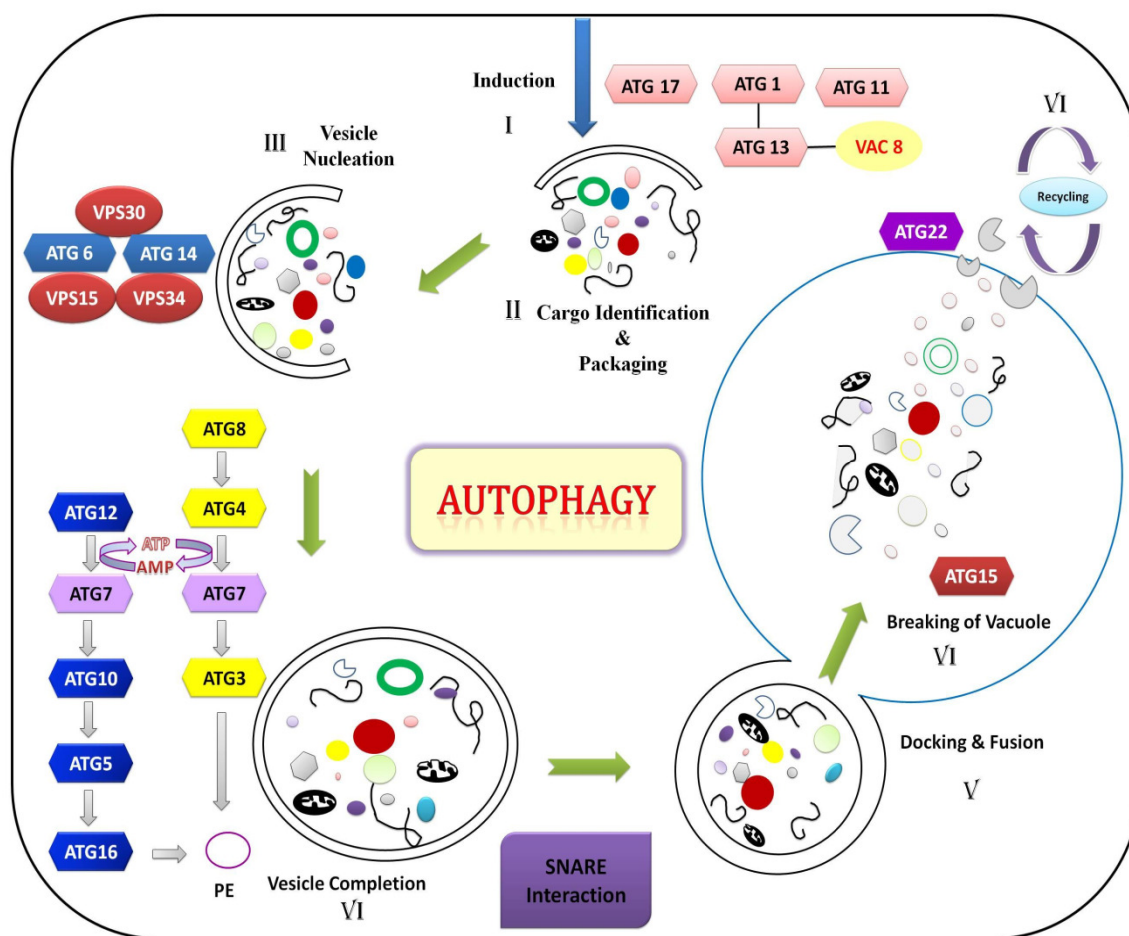 Induction
I
ATG 17
ATG 1
ATG 11
ATG 13
VAC 8
VI
Recycling
III Vesicle
Nucleation
VPS30
ATG 6
ATG 14
VPS15
VPS34
II Cargo Identification
&
Packaging
ATG22
ATG8
ATG4
ATG12
ATP
AMP
ATG7
ATG7
ATG10
ATG3
ATG5
ATG16
PE
AUTOPHAGY
Vesicle Completion
VI
SNARE
Interaction
ATG15
Breaking of Vacuole
VI
Docking & Fusion
V